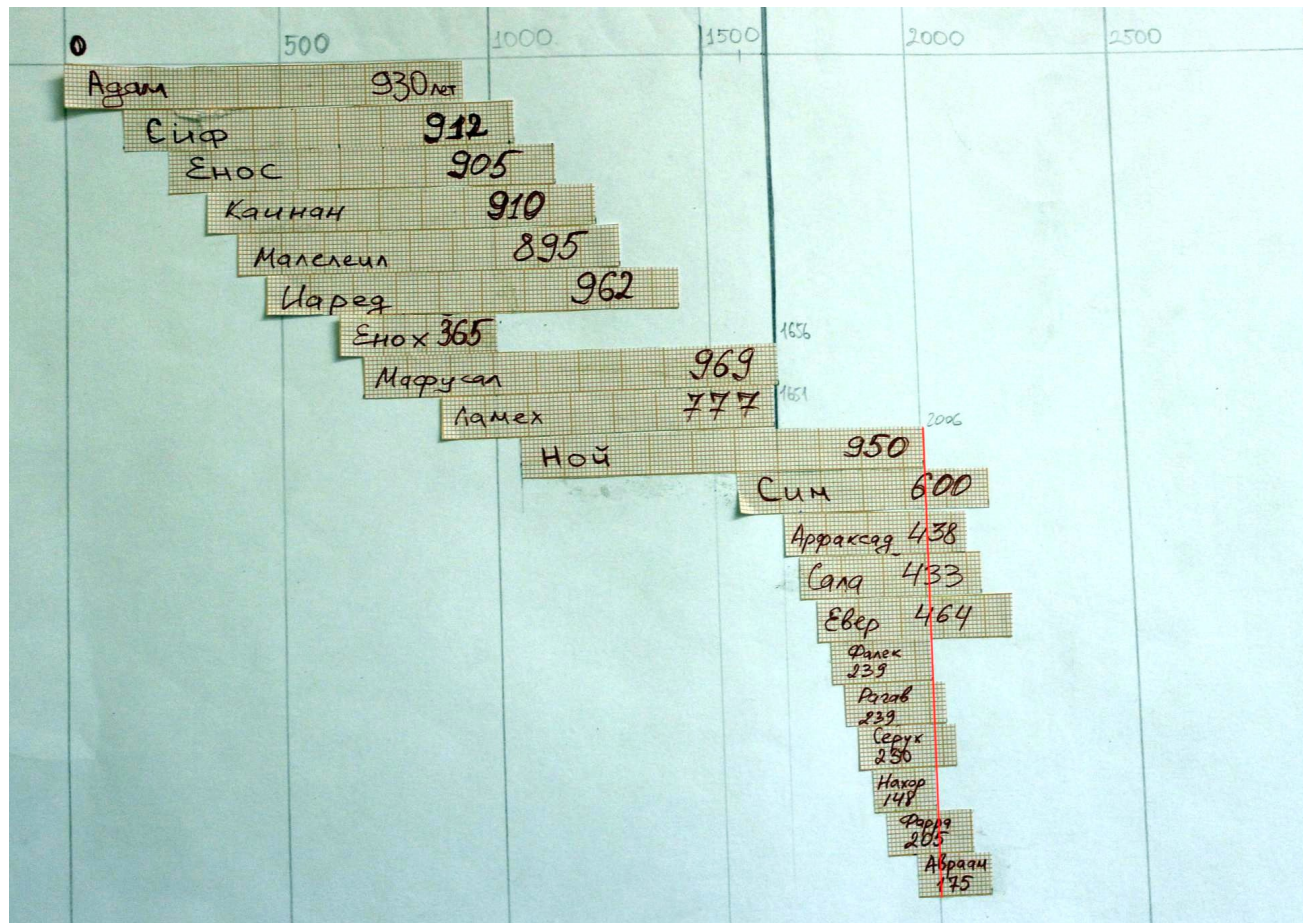 0 500 1000 1500 2000 2500
Адам 930 лет
Сиф 912
Енос 905
Каинан 910
Малелеил 895
Иаред 962
Енох 365
1656
Мафусал 969
Ламех 777
1651
2006
Ной 950
Сим 600
Арфаксад 438
Сала 433
Евер 464
Фалек
239
Рагав
239
Серух
230
Нахор
148
Фарра
205
Авраам
175